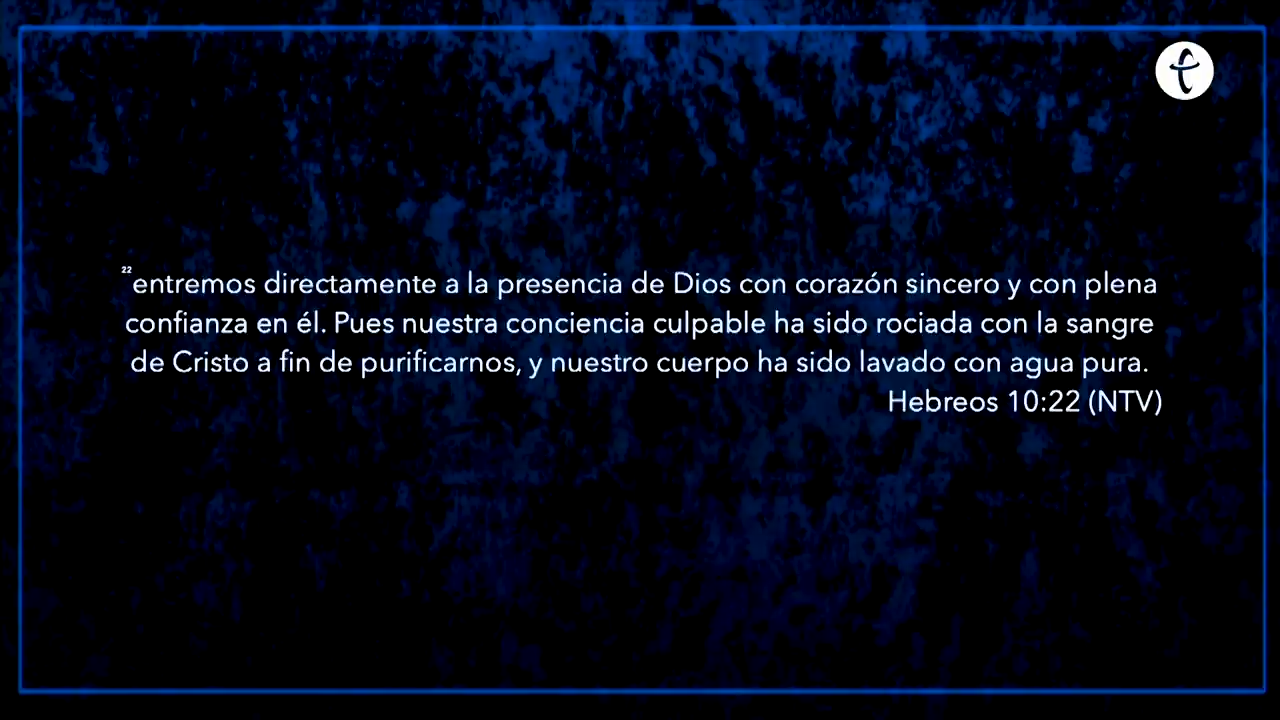 ²²entremos directamente a la presencia de Dios con corazón sincero y con plena
confianza en él. Pues nuestra conciencia culpable ha sido rociada con la sangre
de Cristo a fin de purificarnos, y nuestro cuerpo ha sido lavado con agua pura.
Hebreos 10:22 (NTV)